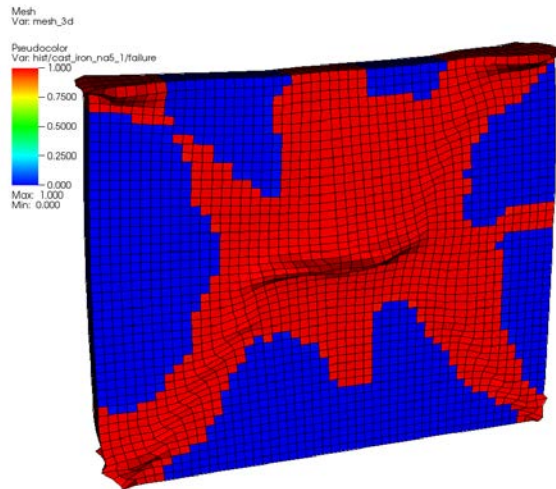 Mesh
Var: mesh_3d
Pseudocolor
Var: hist/cast_iron_na5_1/failure
1.000
0.7500
0.5000
0.2500
0.000
Max: 1.000
Min: 0.000